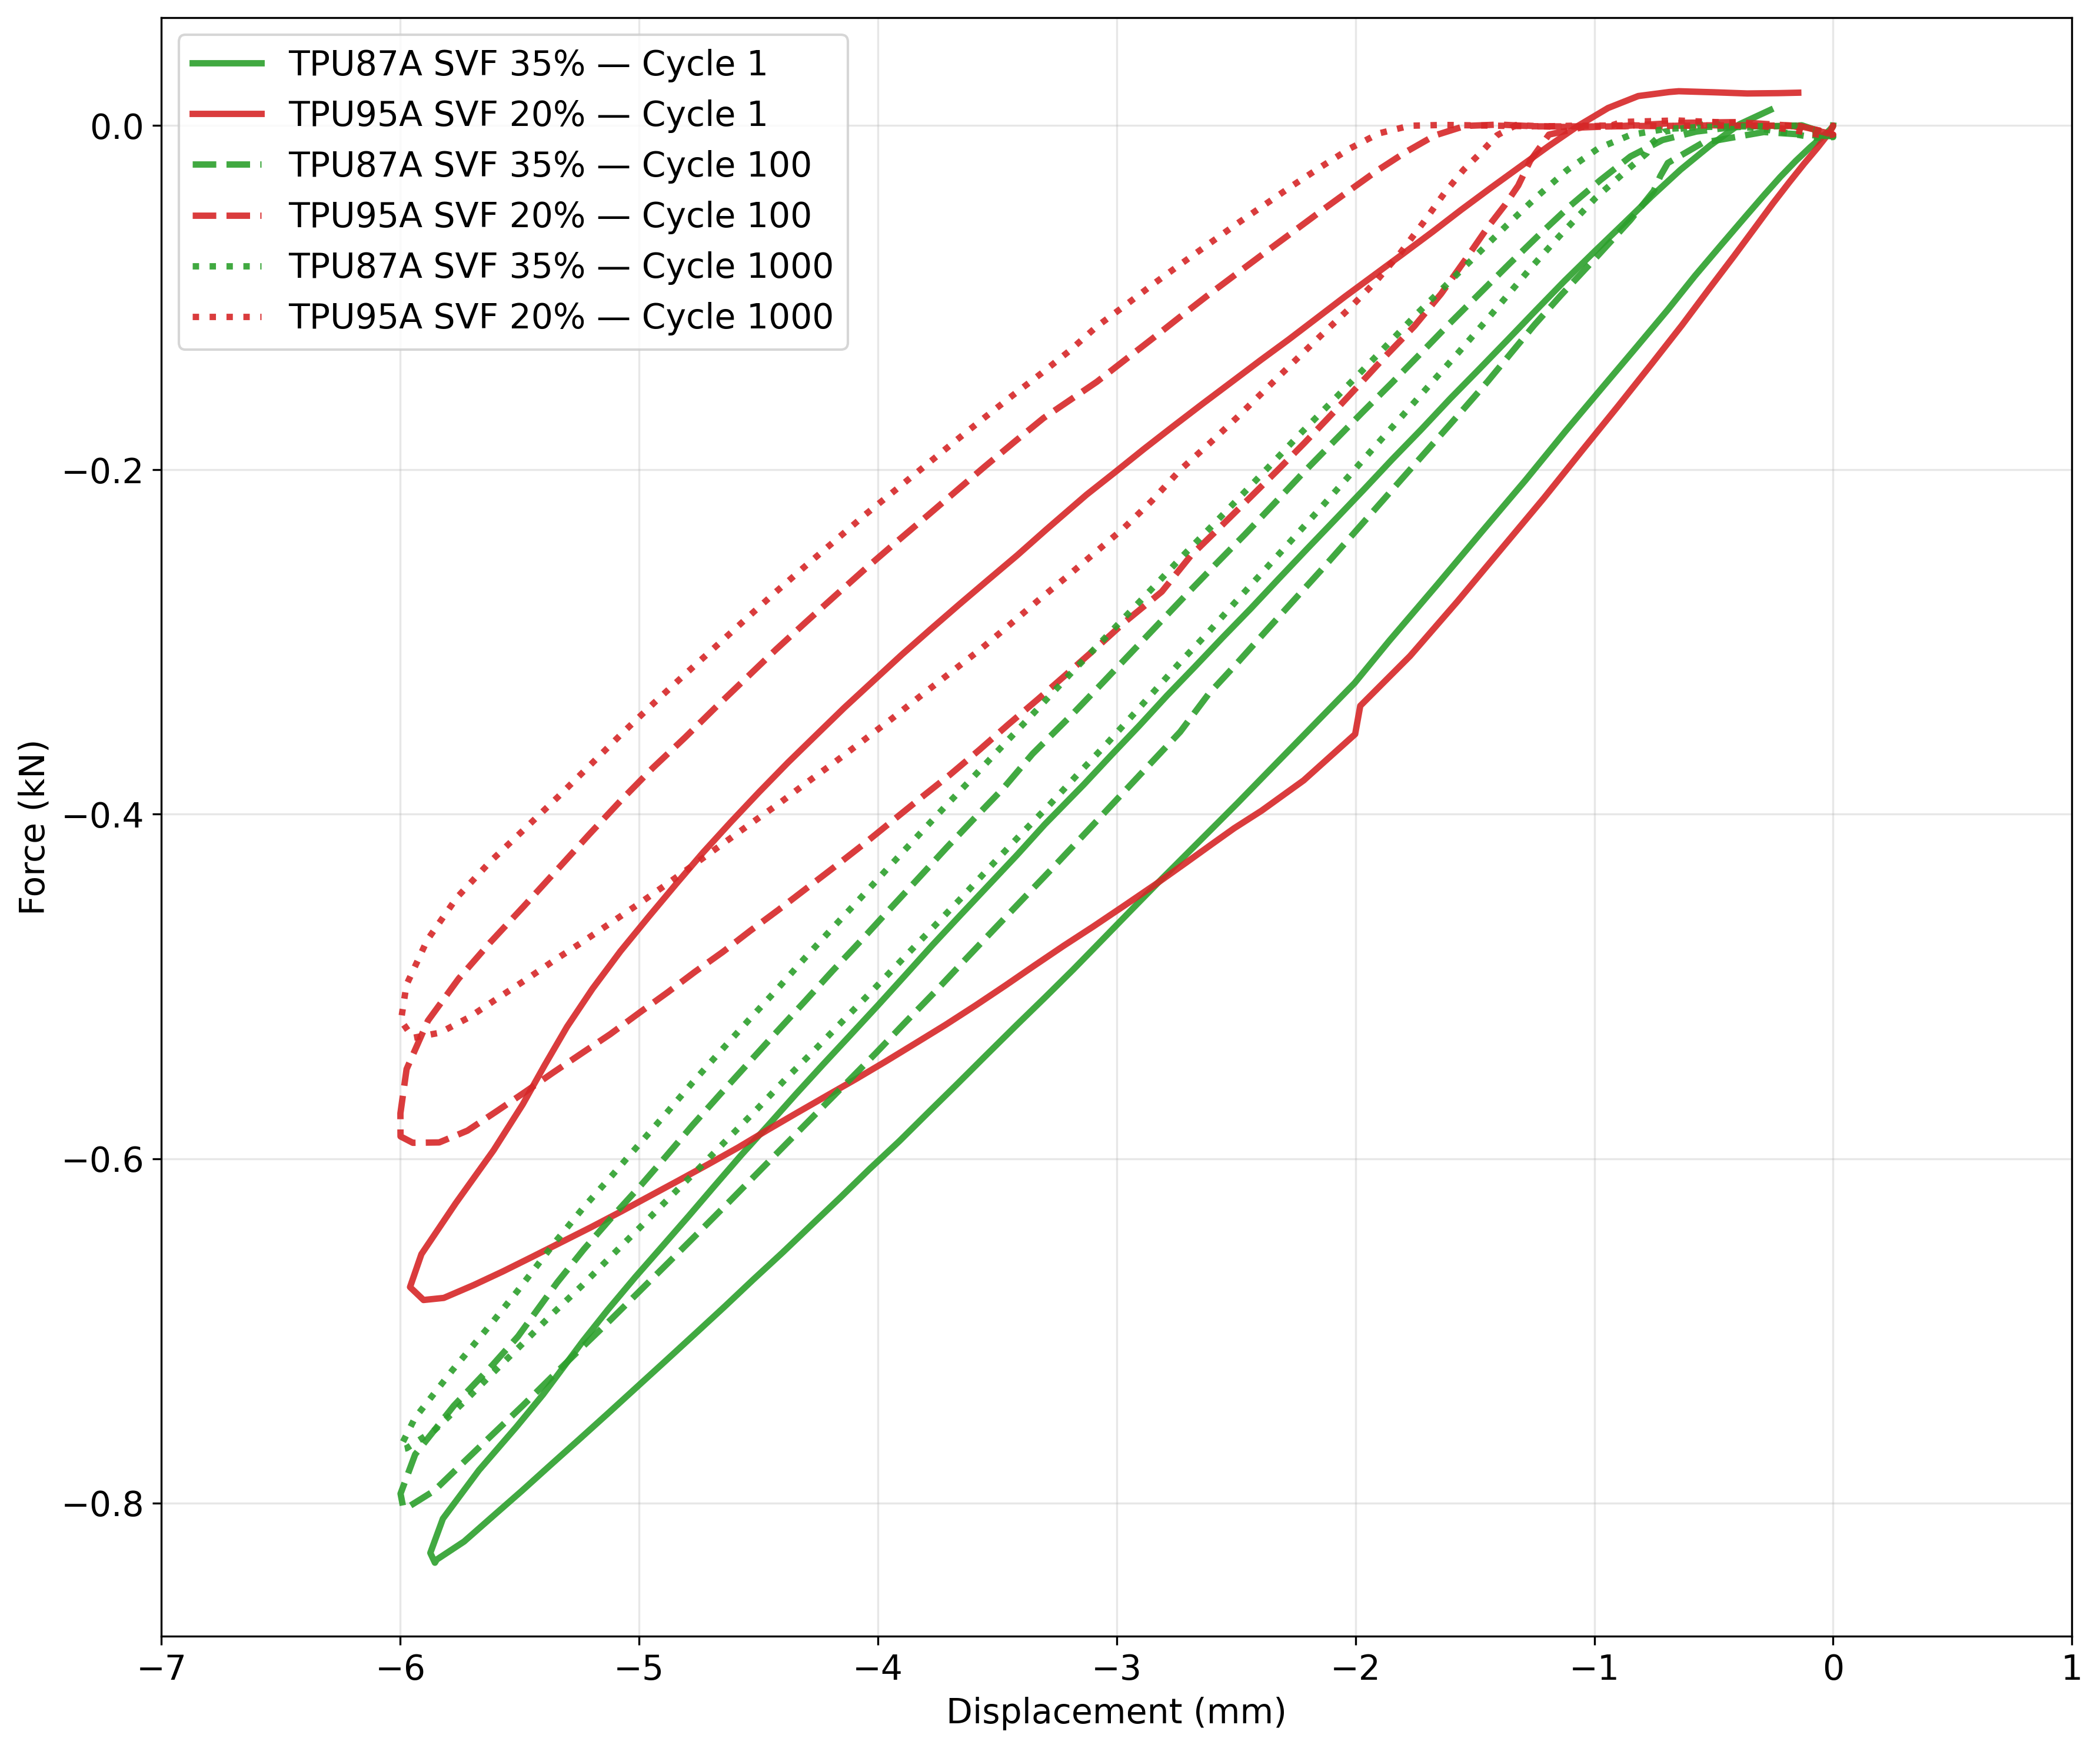 TPU87A SVF 35% — Cycle 1
TPU95A SVF 20% — Cycle 1
TPU87A SVF 35% — Cycle 100
TPU95A SVF 20% — Cycle 100
TPU87A SVF 35% — Cycle 1000
TPU95A SVF 20% — Cycle 1000
0.0
−0.2
−0.4
−0.6
−0.8
Force (kN)
−7 −6 −5 −4 −3 −2 −1 0 1
Displacement (mm)